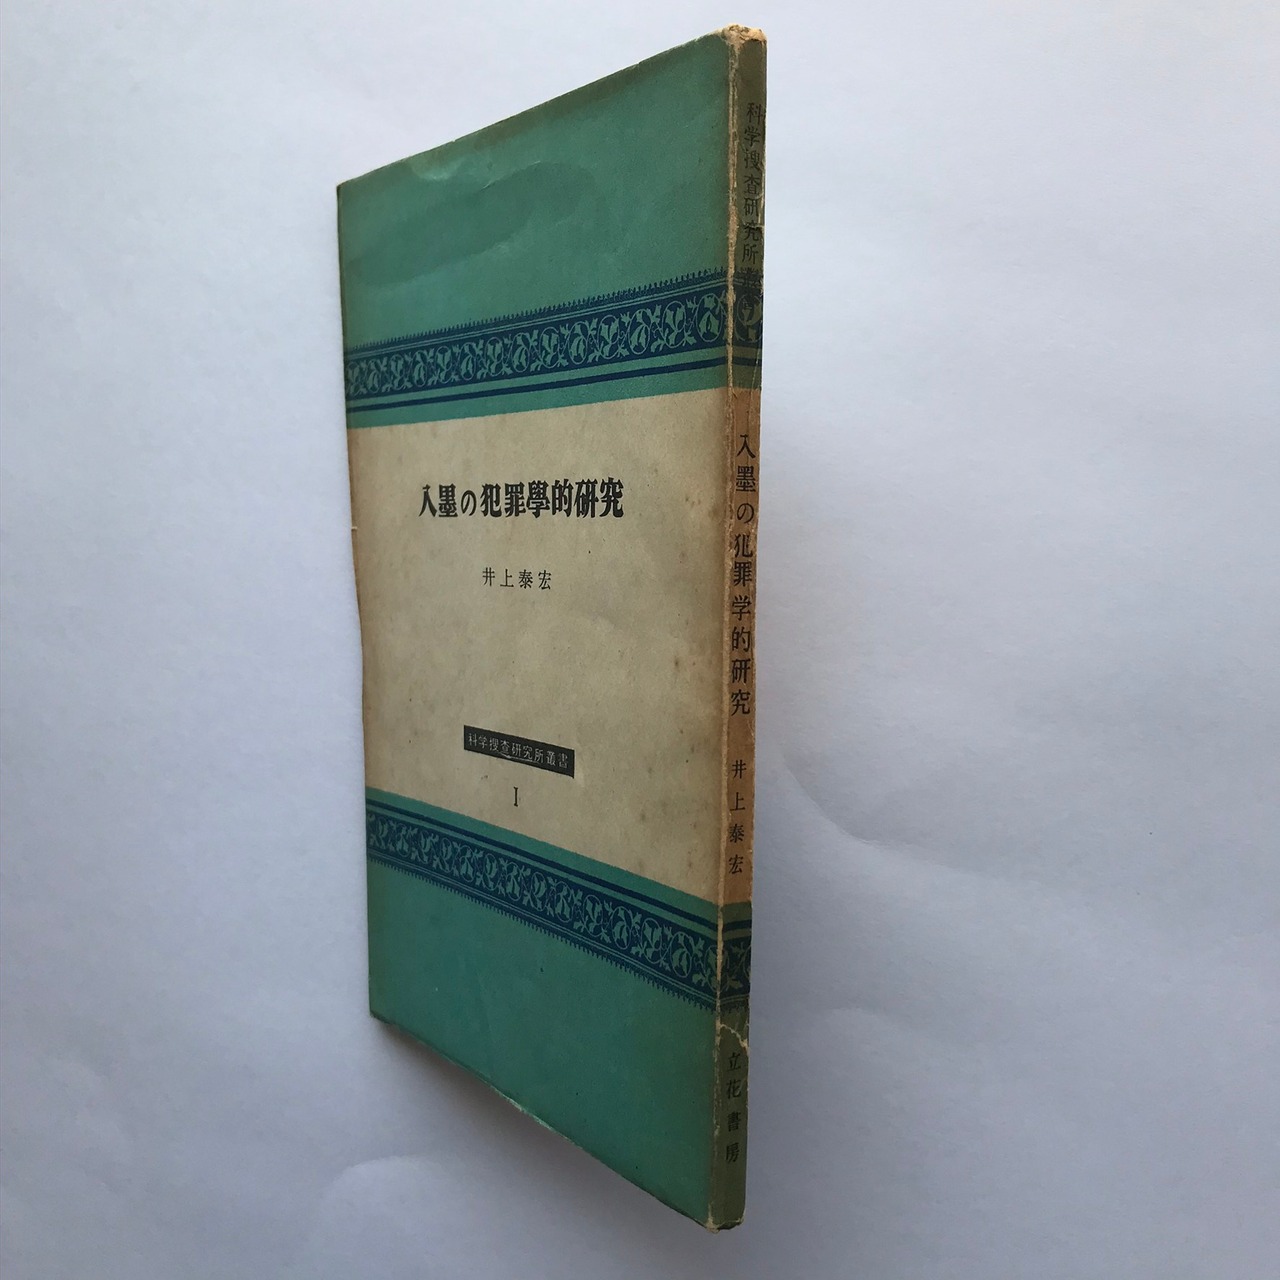 入墨の犯罪學的研究
井上泰宏
科学捜査研究所叢書
I
科学捜査研究所
入墨の犯罪学的研究
井上泰宏
立花書房